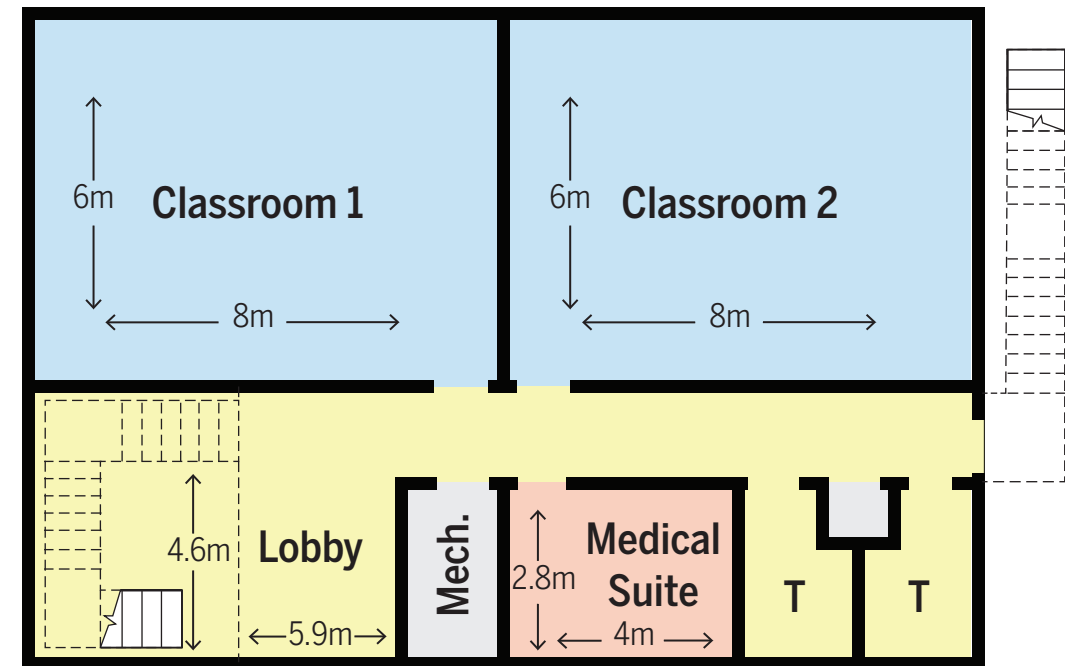 6m
Classroom 1
8m
6m
Classroom 2
8m
4.6m
Lobby
5.9m
Mech.
2.8m
Medical
Suite
4m
T
T